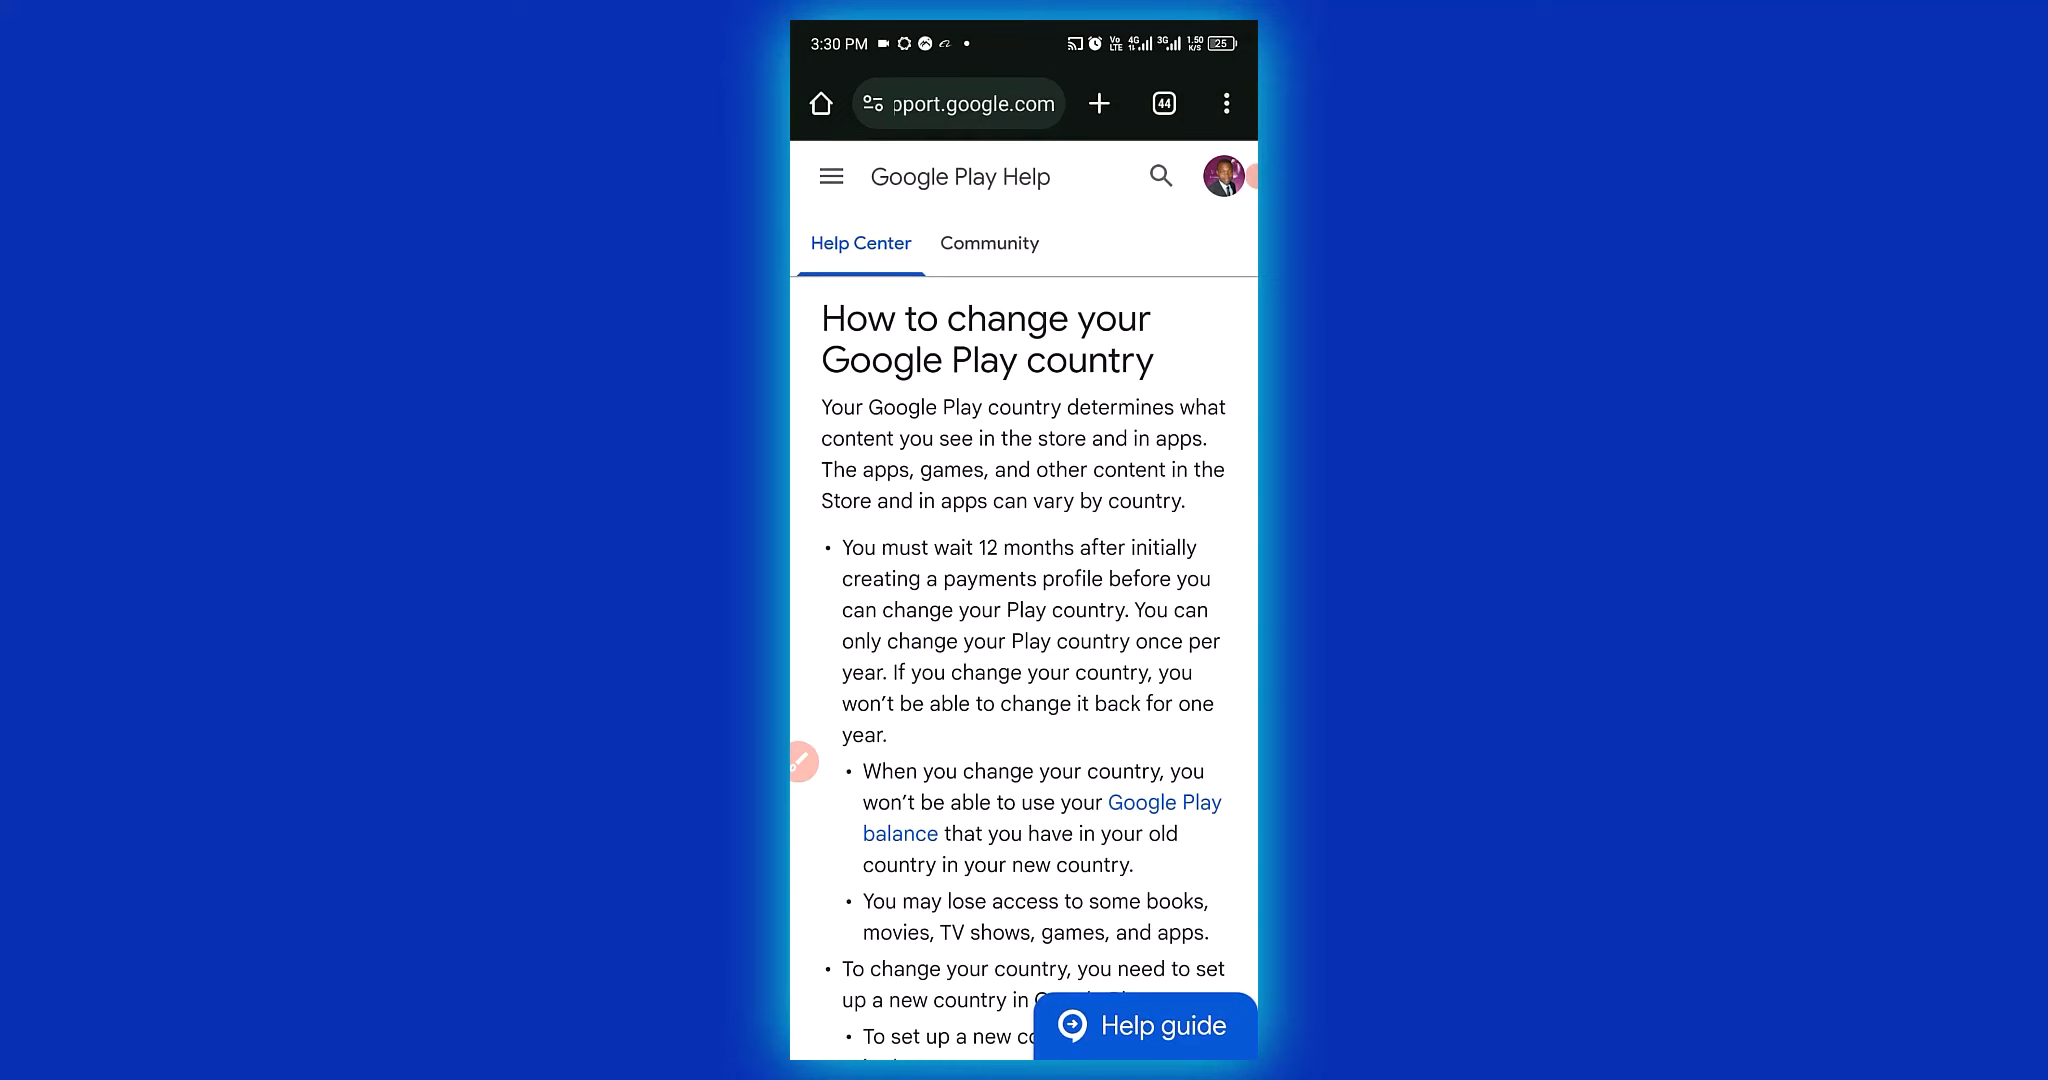 3:30 PM
Vo LTE 4G 3G 1.50 K/S 25
pport.google.com
44
Google Play Help
Help Center Community
How to change your
Google Play country
Your Google Play country determines what
content you see in the store and in apps.
The apps, games, and other content in the
Store and in apps can vary by country.
• You must wait 12 months after initially
creating a payments profile before you
can change your Play country. You can
only change your Play country once per
year. If you change your country, you
won’t be able to change it back for one
year.
• When you change your country, you
won’t be able to use your Google Play
balance that you have in your old
country in your new country.
• You may lose access to some books,
movies, TV shows, games, and apps.
• To change your country, you need to set
up a new country in
• To set up a new
Help guide